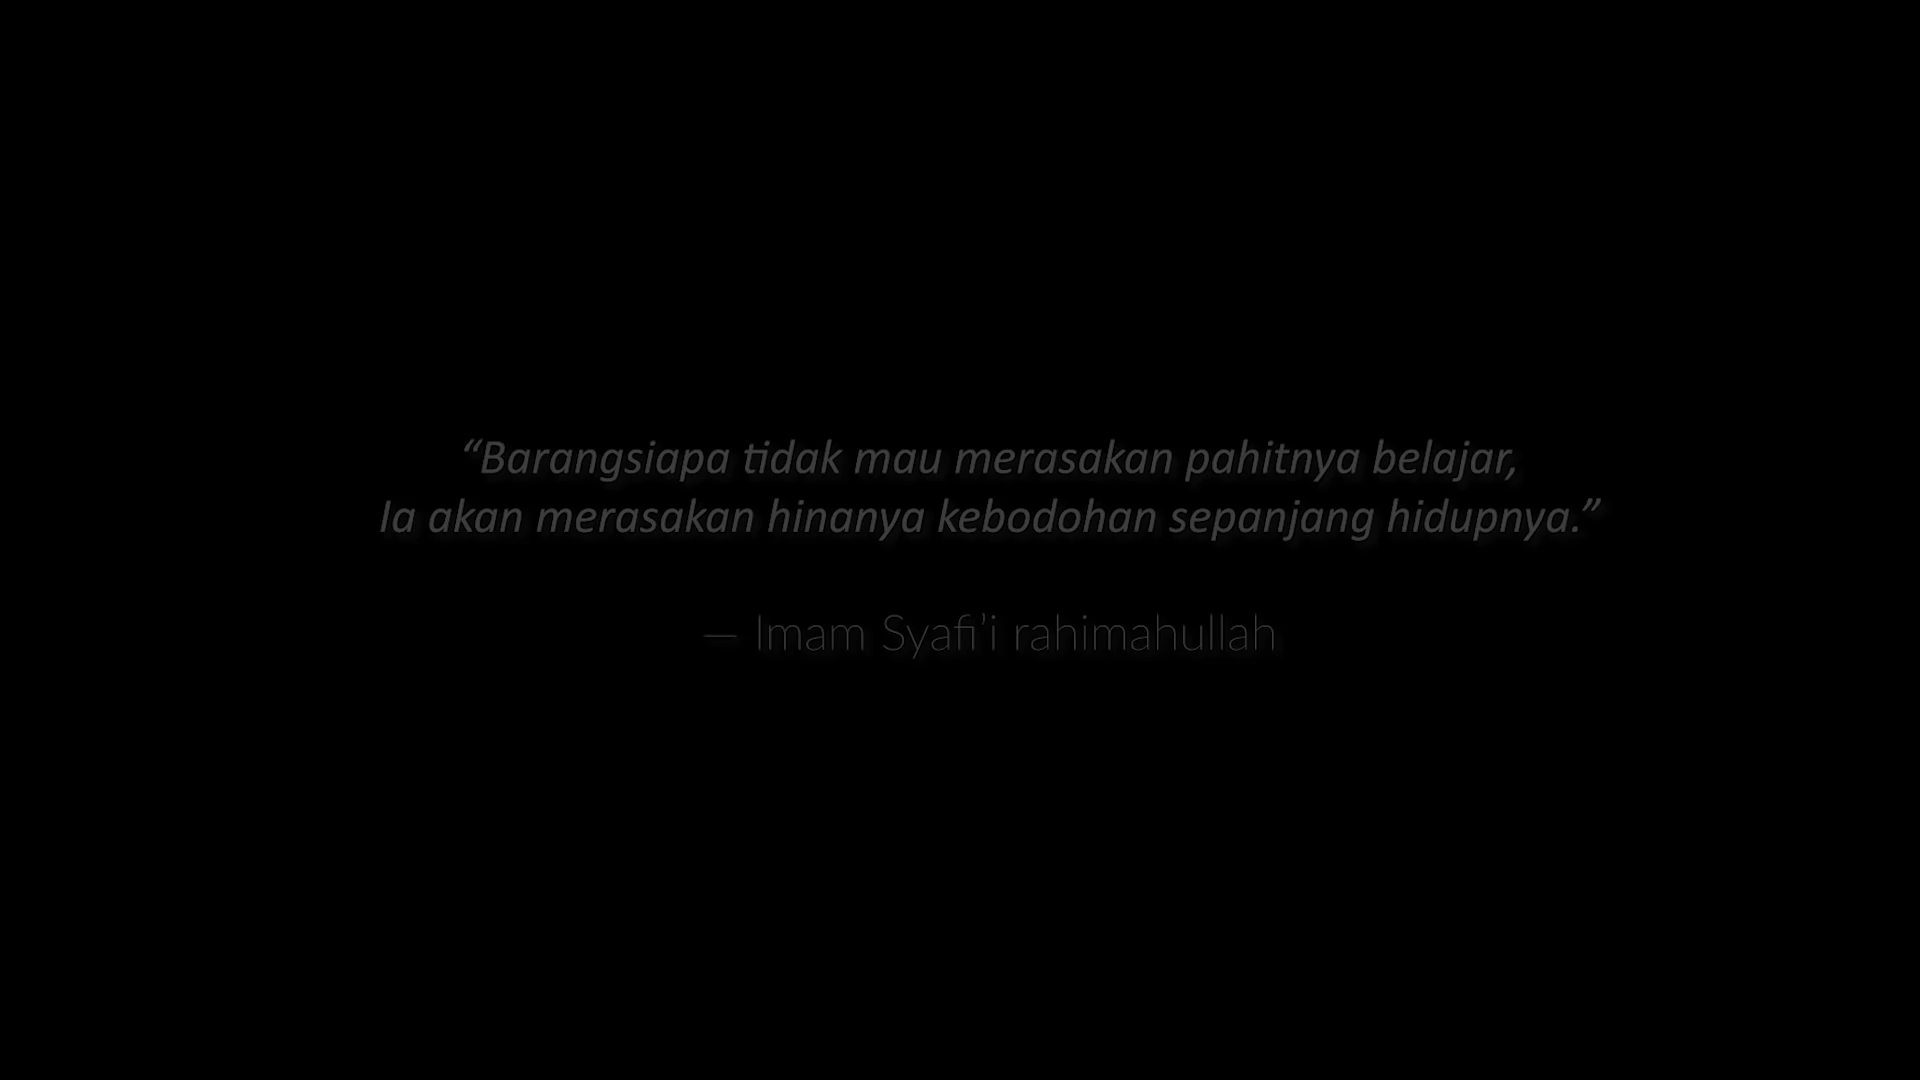 “Barangsiapa tidak mau merasakan pahitnya belajar,
Ia akan merasakan hinanya kebodohan sepanjang hidupnya.”
— Imam Syafi’i rahimahullah